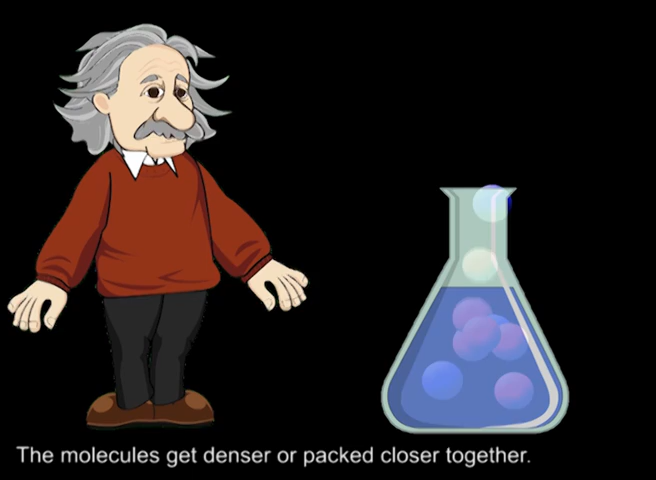 The molecules get denser or packed closer together.